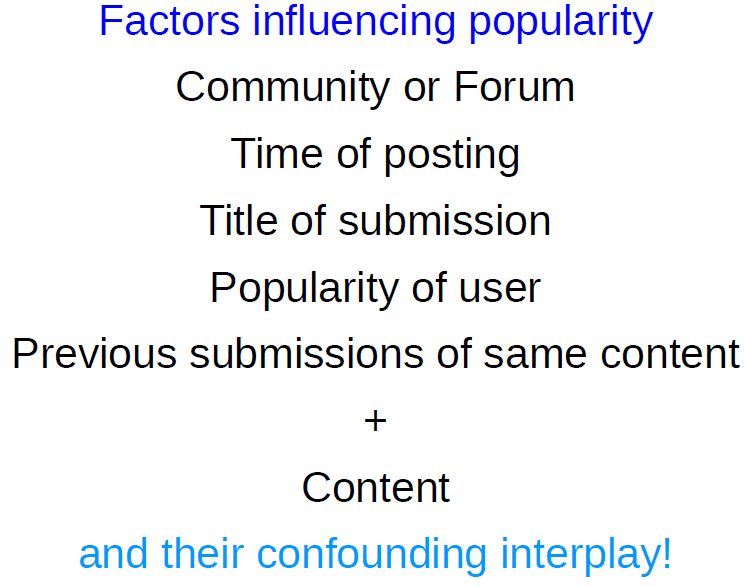 Factors influencing popularity
Community or Forum
Time of posting
Title of submission
Popularity of user
Previous submissions of same content
+
Content
and their confounding interplay!